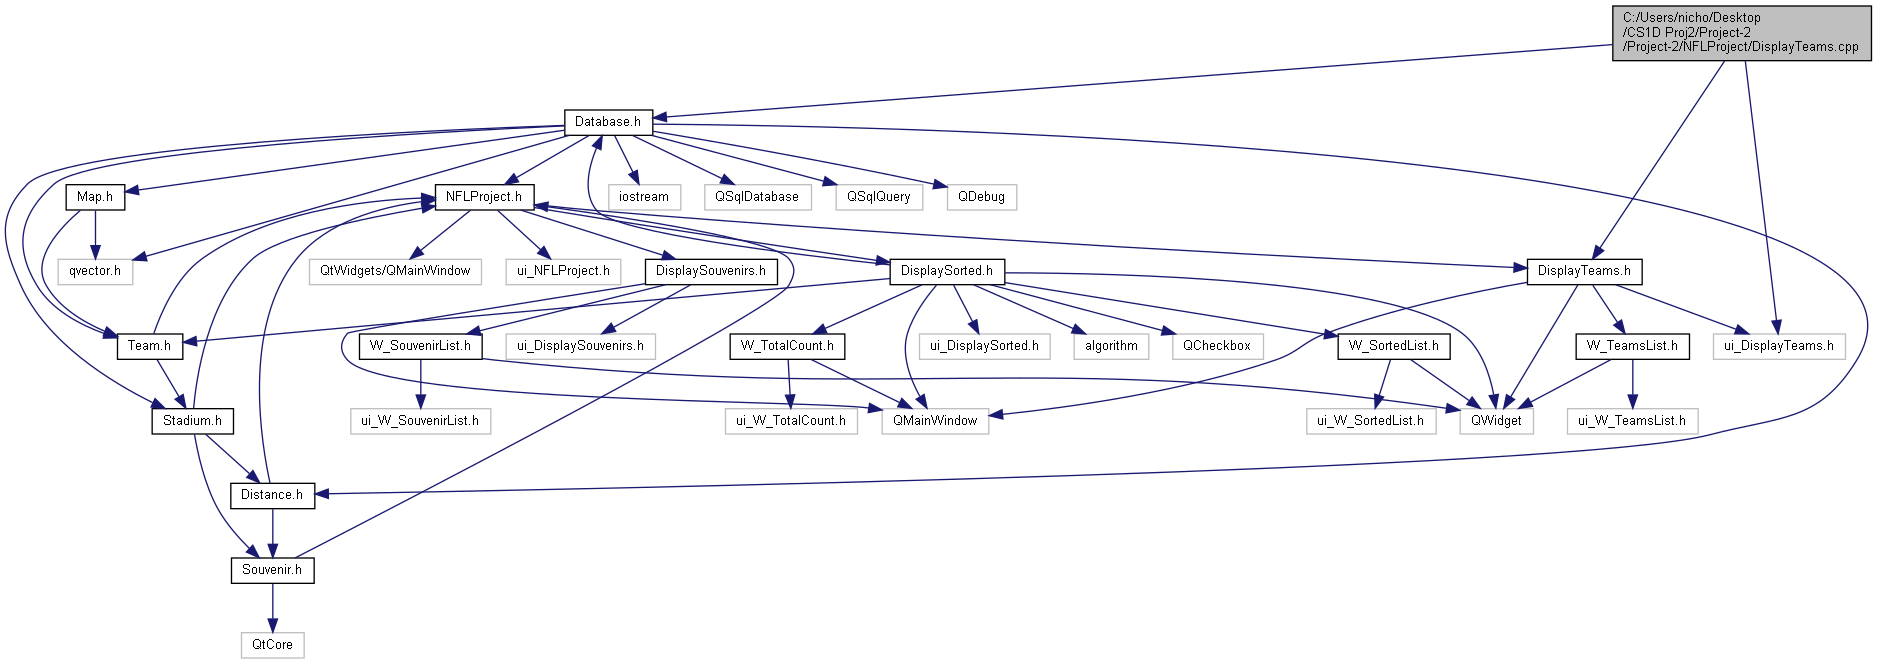 C:/Users/nicho/Desktop
/CS1D Proj2/Project-2
/Project-2/NFLProject/DisplayTeams.cpp
Database.h
Map.h
NFLProject.h
iostream
QSqlDatabase
QSqlQuery
QDebug
qvector.h
QtWidgets/QMainWindow
ui_NFLProject.h
DisplaySouvenirs.h
DisplaySorted.h
DisplayTeams.h
Team.h
W_SouvenirList.h
ui_DisplaySouvenirs.h
W_TotalCount.h
ui_DisplaySorted.h
algorithm
QCheckbox
W_SortedList.h
W_TeamsList.h
ui_DisplayTeams.h
Stadium.h
ui_W_SouvenirList.h
ui_W_TotalCount.h
QMainWindow
ui_W_SortedList.h
QWidget
ui_W_TeamsList.h
Distance.h
Souvenir.h
QtCore